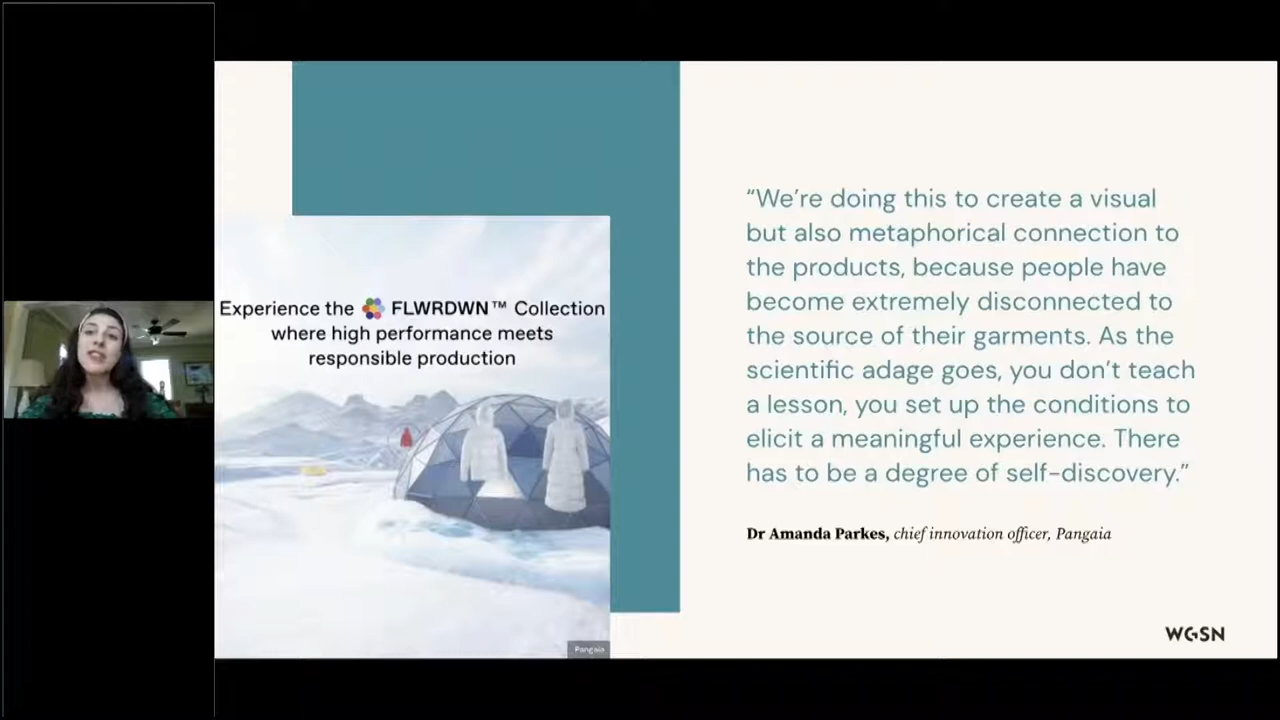 Experience the FLWRDWN™ Collection
where high performance meets
responsible production
Pangaia
“We’re doing this to create a visual
but also metaphorical connection to
the products, because people have
become extremely disconnected to
the source of their garments. As the
scientific adage goes, you don’t teach
a lesson, you set up the conditions to
elicit a meaningful experience. There
has to be a degree of self-discovery.”
Dr Amanda Parkes, chief innovation officer, Pangaia
WGSN